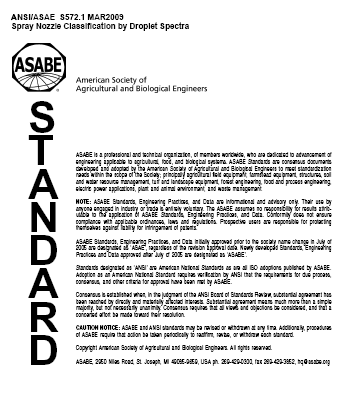 ANSI/ASAE S572.1 MAR2009
Spray Nozzle Classification by Droplet Spectra
ASABE
American Society of
Agricultural and Biological Engineers
STANDARD
ASABE is a professional and technical organization, of members worldwide, who are dedicated to advancement of
engineering applicable to agricultural, food, and biological systems. ASABE Standards are consensus documents
developed and adopted by the American Society of Agricultural and Biological Engineers to meet standardization
needs within the scope of the Society; principally agricultural field equipment, farmstead equipment, structures, soil
and water resource management, turf and landscape equipment, forest engineering, food and process engineering,
electric power applications, plant and animal environment, and waste management.
NOTE: ASABE Standards, Engineering Practices, and Data are informational and advisory only. Their use by
anyone engaged in industry or trade is entirely voluntary. The ASABE assumes no responsibility for results attrib-
utable to the application of ASABE Standards, Engineering Practices, and Data. Conformity does not ensure
compliance with applicable ordinances, laws and regulations. Prospective users are responsible for protecting
themselves against liability for infringement of patents.
ASABE Standards, Engineering Practices, and Data initially approved prior to the society name change in July of
2005 are designated as 'ASAE', regardless of the revision approval date. Newly developed Standards, Engineering
Practices and Data approved after July of 2005 are designated as 'ASABE'.
Standards designated as 'ANSI' are American National Standards as are all ISO adoptions published by ASABE.
Adoption as an American National Standard requires verification by ANSI that the requirements for due process,
consensus, and other criteria for approval have been met by ASABE.
Consensus is established when, in the judgment of the ANSI Board of Standards Review, substantial agreement has
been reached by directly and materially affected interests. Substantial agreement means much more than a simple
majority, but not necessarily unanimity. Consensus requires that all views and objections be considered, and that a
concerted effort be made toward their resolution.
CAUTION NOTICE: ASABE and ANSI standards may be revised or withdrawn at any time. Additionally, procedures
of ASABE require that action be taken periodically to reaffirm, revise, or withdraw each standard.
Copyright American Society of Agricultural and Biological Engineers. All rights reserved.
ASABE, 2950 Niles Road, St. Joseph, MI 49085-9659, USA ph. 269-429-0300, fax 269-429-3852, hq@asabe.org